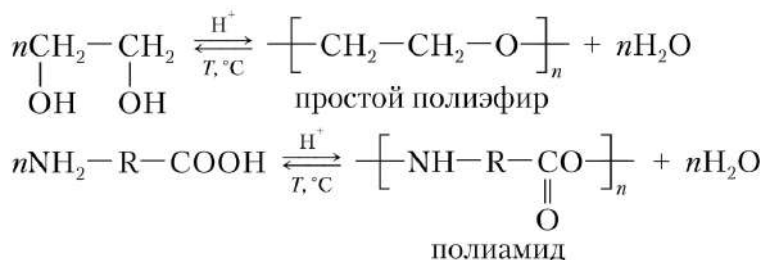 nCH₂—CH₂ H⁺ ⇌ T, °C —[—CH₂—CH₂—O—]—n + nH₂O
OH OH простой полиэфир
nNH₂—R—COOH H⁺ ⇌ T, °C —[—NH—R—CO—]—n + nH₂O
O
полиамид